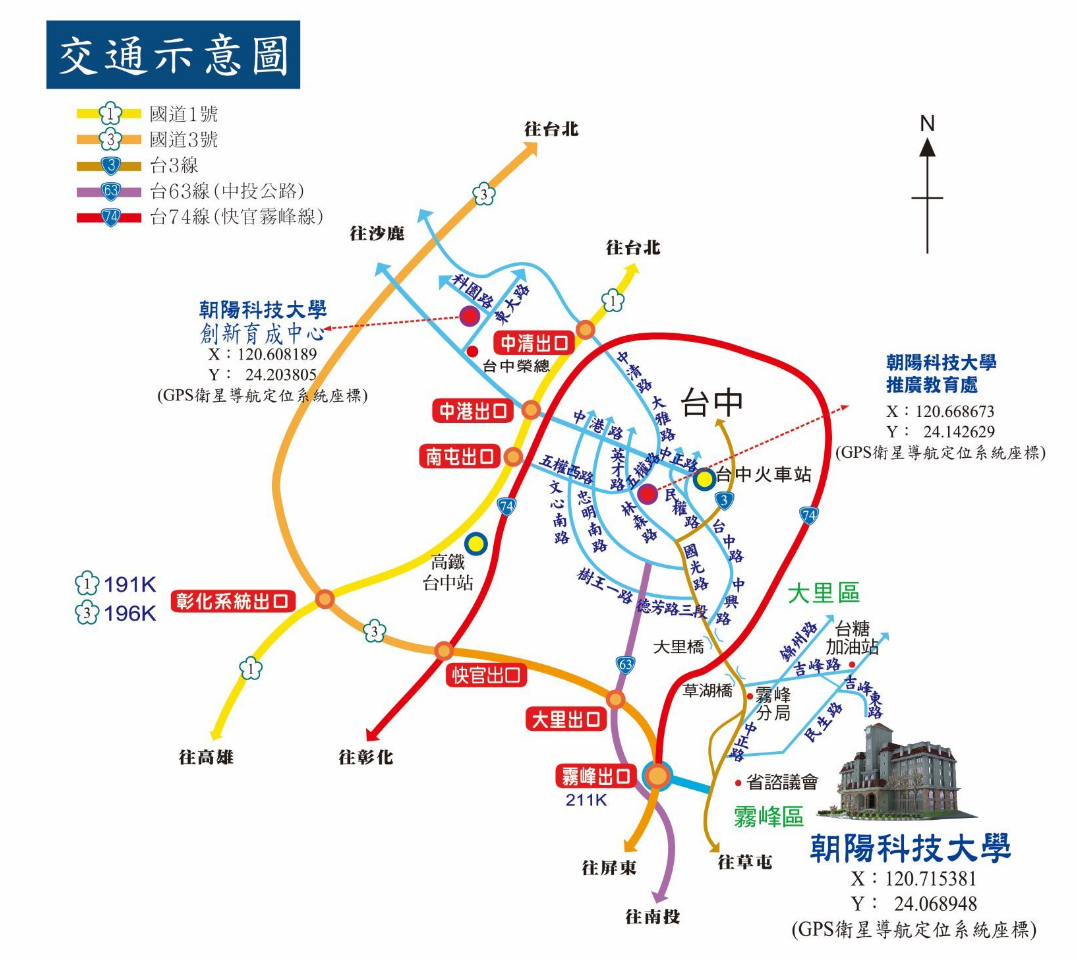 交通示意圖
1 國道1號
3 國道3號
3 台3線
63 台63線(中投公路)
74 台74線(快官霧峰線)
N
往台北
3
往沙鹿
往台北
1
科園路
東大路
朝陽科技大學
創新育成中心
X：120.608189
Y： 24.203805
(GPS衛星導航定位系統座標)
中清出口
台中榮總
中清路
大雅路
台中
朝陽科技大學
推廣教育處
X：120.668673
Y： 24.142629
(GPS衛星導航定位系統座標)
中港出口
中港路
南屯出口
五權西路
英才路
五權路
中正路
台中火車站
文心南路
忠明南路
林森路
民權路
3
台中路
74
74
高鐵
台中站
國光路
中興路
樹王一路
德芳路三段
1 191K
3 196K
彰化系統出口
大里區
3
大里橋
錦州路
台糖
加油站
吉峰路
吉峰東路
1
快官出口
63
草湖橋
霧峰
分局
民生路
中正路
大里出口
往高雄
往彰化
霧峰出口
211K
省諮議會
霧峰區
往屏東
往草屯
往南投
朝陽科技大學
X：120.715381
Y： 24.068948
(GPS衛星導航定位系統座標)